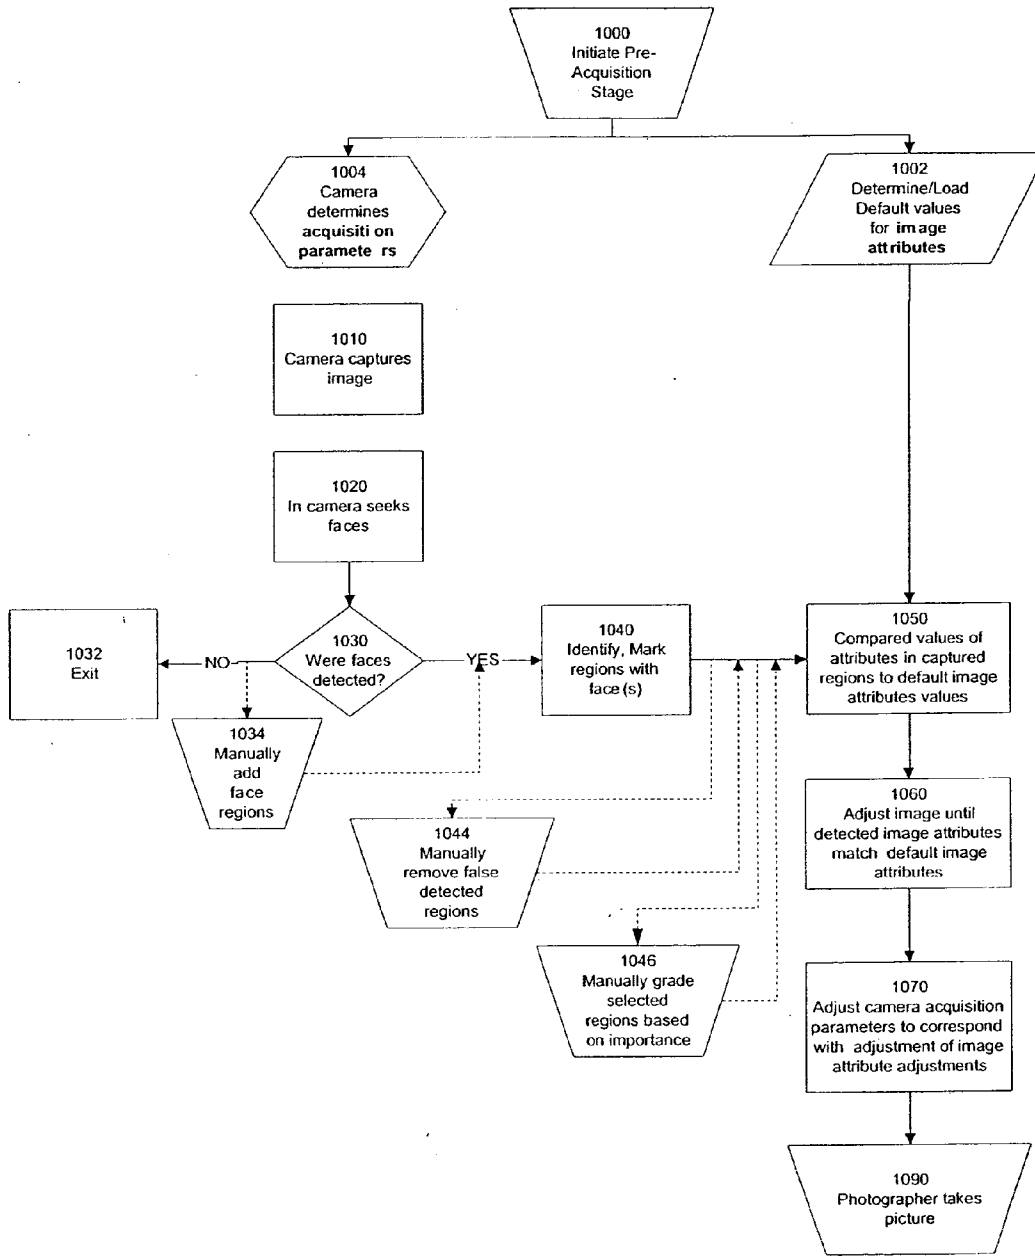 1000
Initiate Pre-
Acquisition
Stage
1004
Camera
determines
acquisiti on
paramete rs
1002
Determine/Load
Default values
for image
attributes
1010
Camera captures
image
1020
In camera seeks
faces
1032
Exit
NO
1030
Were faces
detected?
YES
1040
Identify, Mark
regions with
face(s)
1050
Compared values of
attributes in captured
regions to default image
attributes values
1034
Manually
add
face
regions
1044
Manually
remove false
detected
regions
1060
Adjust image until
detected image attributes
match default image
attributes
1046
Manually grade
selected
regions based
on importance
1070
Adjust camera acquisition
parameters to correspond
with adjustment of image
attribute adjustments
1090
Photographer takes
picture